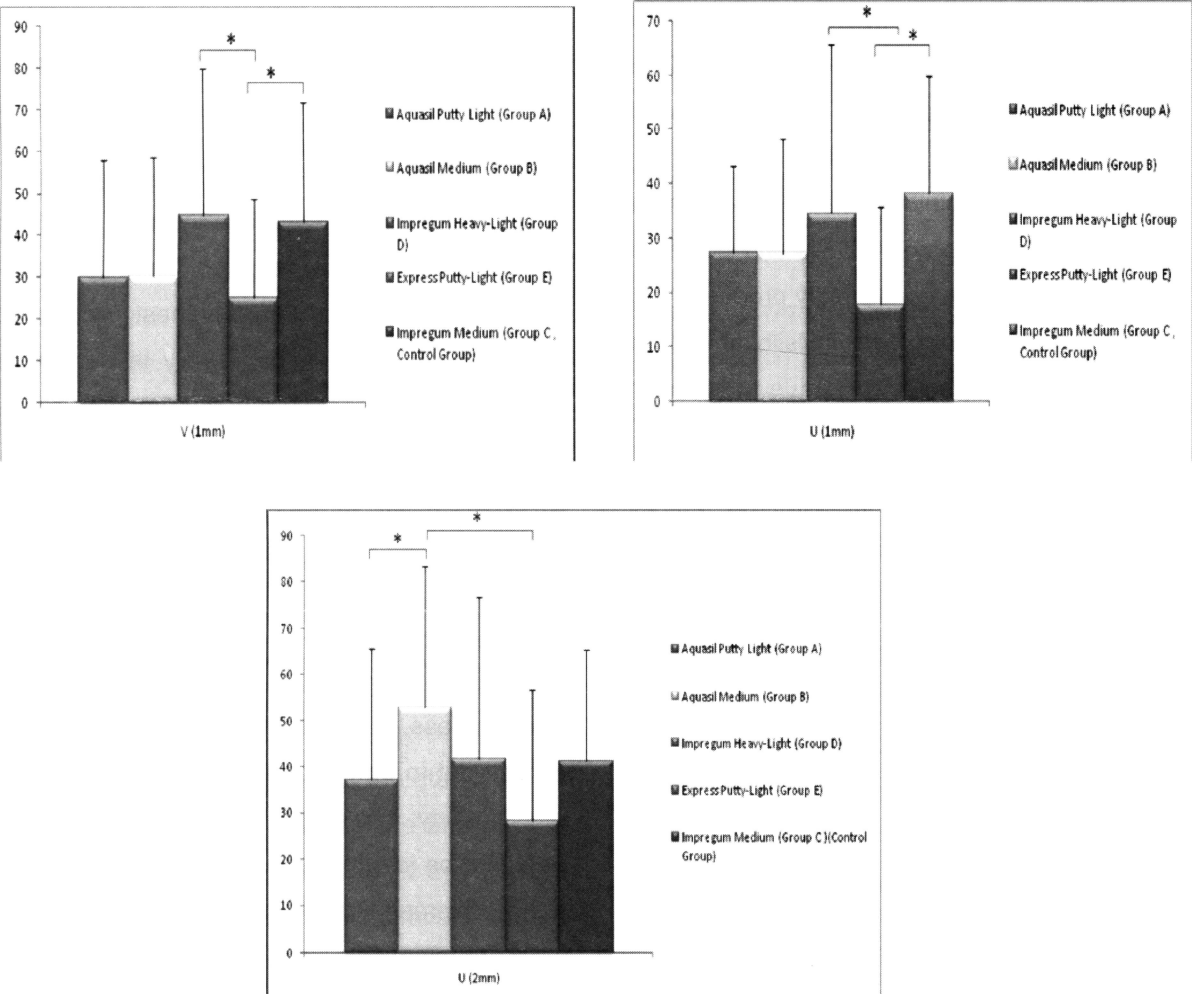 90
80
70
60
50
40
30
20
10
0
*
*
V (1mm)
Aquasil Putty Light (Group A)
Aquasil Medium (Group B)
Impregum Heavy-Light (Group
D)
Express Putty-Light (Group E)
Impregum Medium (Group C ,
Control Group)
70
60
50
40
30
20
10
0
*
*
U (1mm)
Aquasil Putty Light (Group A)
Aquasil Medium (Group B)
Impregum Heavy-Light (Group
D)
Express Putty-Light (Group E)
Impregum Medium (Group C ,
Control Group)
90
80
70
60
50
40
30
20
10
0
*
*
U (2mm)
Aquasil Putty Light (Group A)
Aquasil Medium (Group B)
Impregum Heavy-Light (Group D)
Express Putty-Light (Group E)
Impregum Medium (Group C )(Control
Group)